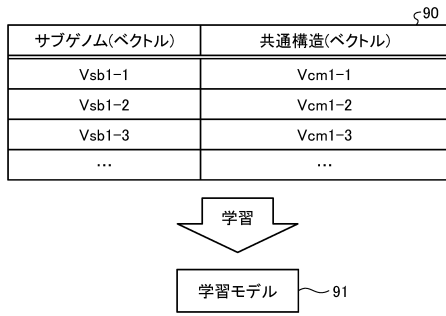 90
サブゲノム(ベクトル) 共通構造(ベクトル)
Vsb1-1 Vcm1-1
Vsb1-2 Vcm1-2
Vsb1-3 Vcm1-3
… …
学習
学習モデル 91